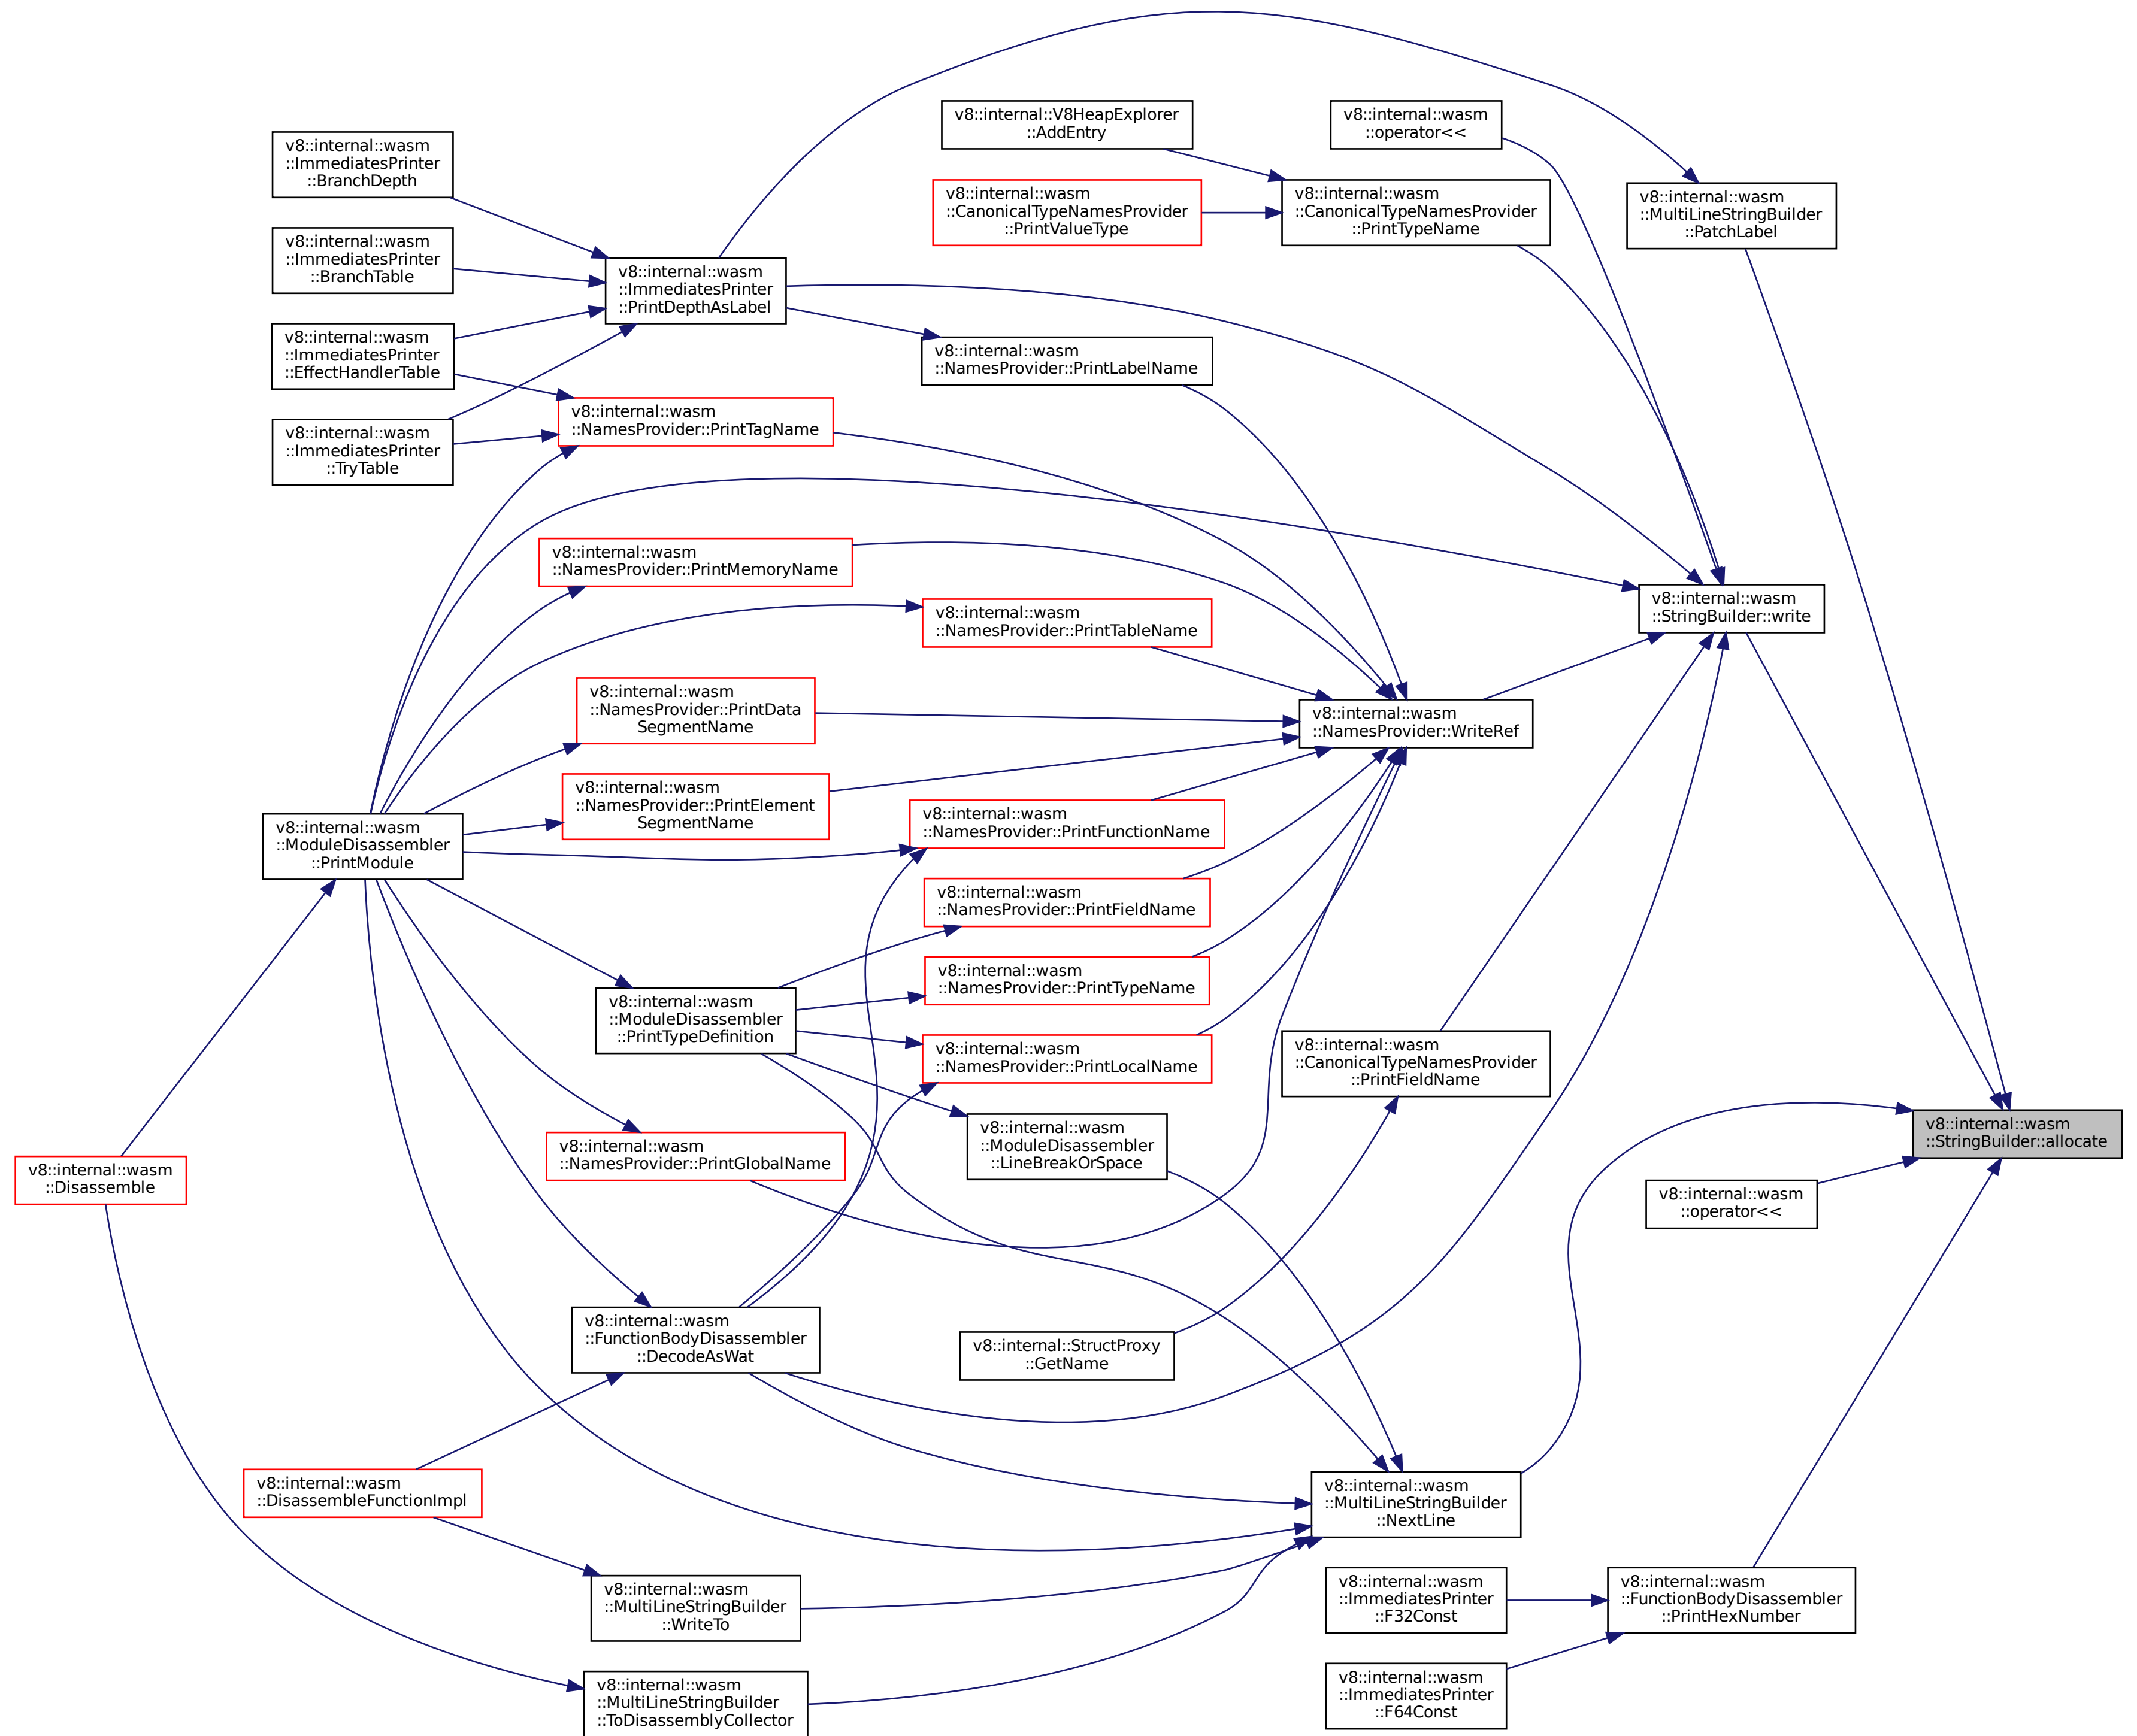 v8::internal::V8HeapExplorer
::AddEntry
v8::internal::wasm
::operator<<
v8::internal::wasm
::ImmediatesPrinter
::BranchDepth
v8::internal::wasm
::CanonicalTypeNamesProvider
::PrintValueType
v8::internal::wasm
::CanonicalTypeNamesProvider
::PrintTypeName
v8::internal::wasm
::MultiLineStringBuilder
::PatchLabel
v8::internal::wasm
::ImmediatesPrinter
::BranchTable
v8::internal::wasm
::ImmediatesPrinter
::PrintDepthAsLabel
v8::internal::wasm
::ImmediatesPrinter
::EffectHandlerTable
v8::internal::wasm
::NamesProvider::PrintLabelName
v8::internal::wasm
::NamesProvider::PrintTagName
v8::internal::wasm
::ImmediatesPrinter
::TryTable
v8::internal::wasm
::NamesProvider::PrintMemoryName
v8::internal::wasm
::StringBuilder::write
v8::internal::wasm
::NamesProvider::PrintTableName
v8::internal::wasm
::NamesProvider::PrintData
SegmentName
v8::internal::wasm
::NamesProvider::WriteRef
v8::internal::wasm
::NamesProvider::PrintElement
SegmentName
v8::internal::wasm
::NamesProvider::PrintFunctionName
v8::internal::wasm
::ModuleDisassembler
::PrintModule
v8::internal::wasm
::NamesProvider::PrintFieldName
v8::internal::wasm
::NamesProvider::PrintTypeName
v8::internal::wasm
::ModuleDisassembler
::PrintTypeDefinition
v8::internal::wasm
::NamesProvider::PrintLocalName
v8::internal::wasm
::CanonicalTypeNamesProvider
::PrintFieldName
v8::internal::wasm
::StringBuilder::allocate
v8::internal::wasm
::ModuleDisassembler
::LineBreakOrSpace
v8::internal::wasm
::NamesProvider::PrintGlobalName
v8::internal::wasm
::Disassemble
v8::internal::wasm
::operator<<
v8::internal::wasm
::FunctionBodyDisassembler
::DecodeAsWat
v8::internal::StructProxy
::GetName
v8::internal::wasm
::DisassembleFunctionImpl
v8::internal::wasm
::MultiLineStringBuilder
::NextLine
v8::internal::wasm
::MultiLineStringBuilder
::WriteTo
v8::internal::wasm
::ImmediatesPrinter
::F32Const
v8::internal::wasm
::FunctionBodyDisassembler
::PrintHexNumber
v8::internal::wasm
::MultiLineStringBuilder
::ToDisassemblyCollector
v8::internal::wasm
::ImmediatesPrinter
::F64Const